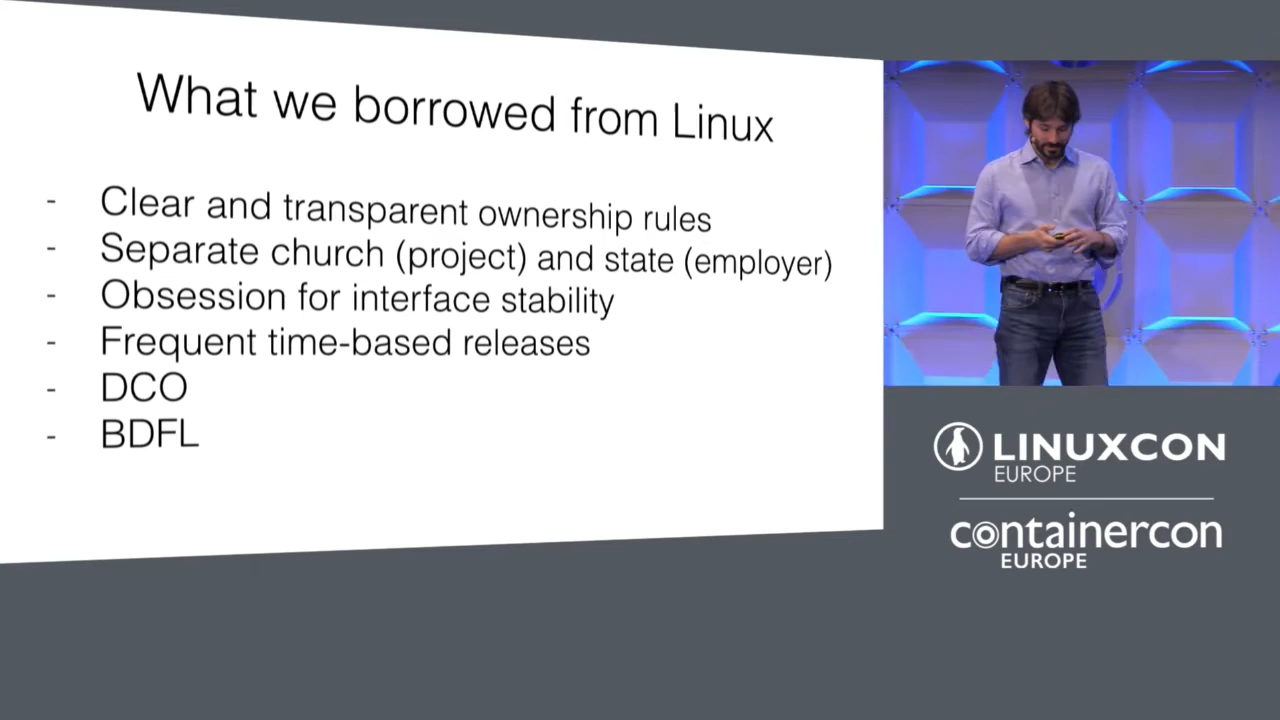 What we borrowed from Linux
- Clear and transparent ownership rules
- Separate church (project) and state (employer)
- Obsession for interface stability
- Frequent time-based releases
- DCO
- BDFL
LINUXCON
EUROPE
containercon
EUROPE